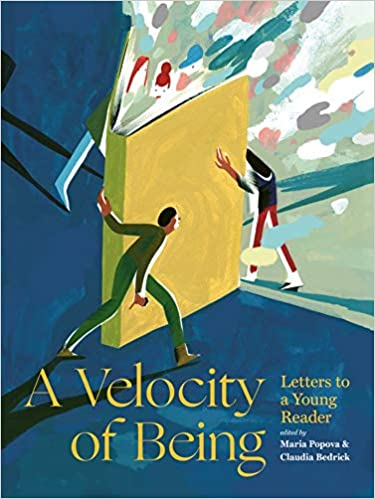 A Velocity
of Being
Letters to
a Young
Reader
edited by
Maria Popova &
Claudia Bedrick